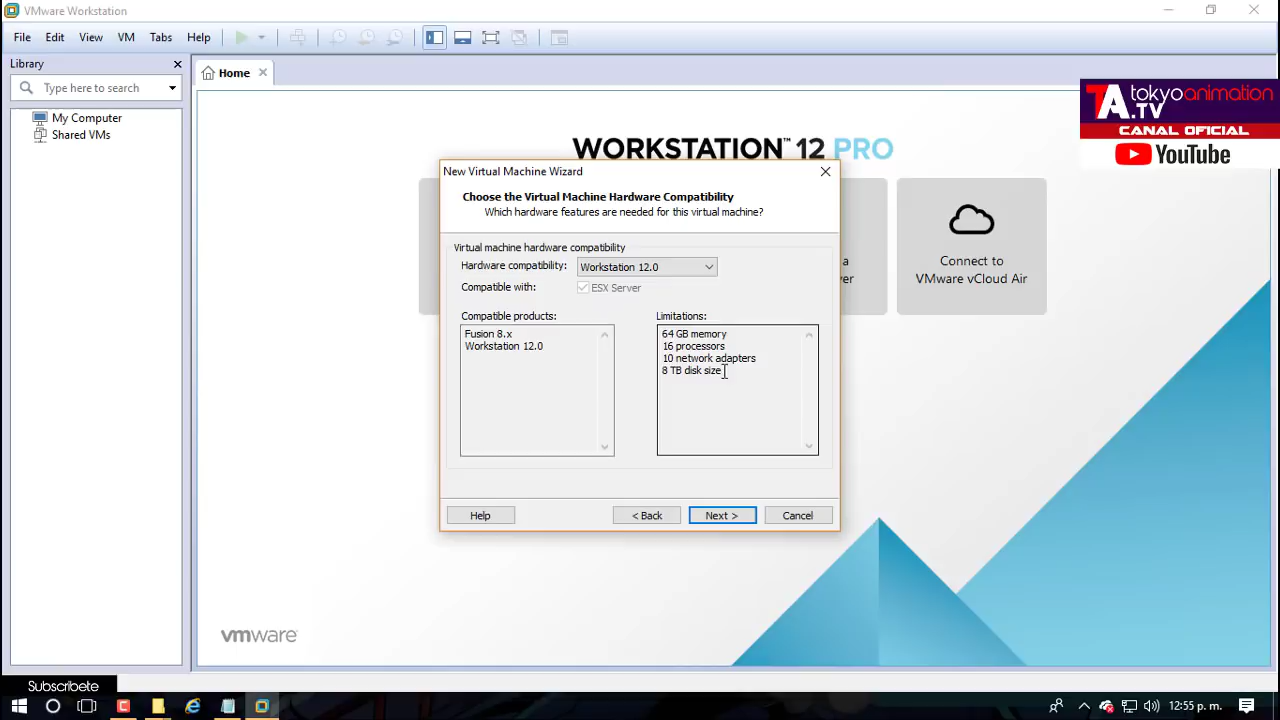 VMware Workstation
File Edit View VM Tabs Help
Library
Type here to search
My Computer
Shared VMs
Home
tokyoanimation
TA.TV
CANAL OFICIAL
YouTube
WORKSTATION™ 12 PRO
New Virtual Machine Wizard
Choose the Virtual Machine Hardware Compatibility
Which hardware features are needed for this virtual machine?
Virtual machine hardware compatibility
Hardware compatibility: Workstation 12.0
Compatible with: ESX Server
Compatible products:
Fusion 8.x
Workstation 12.0
Limitations:
64 GB memory
16 processors
10 network adapters
8 TB disk size
Help < Back Next > Cancel
a
ver
Connect to
VMware vCloud Air
vmware
Subscribete
12:55 p. m.